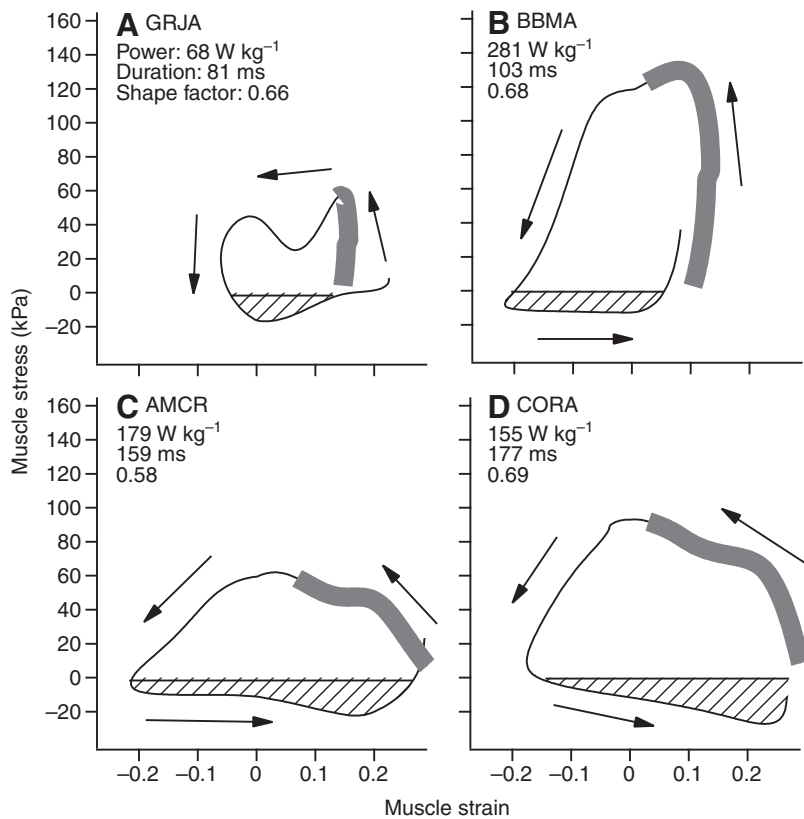 A GRJA
Power: 68 W kg⁻¹
Duration: 81 ms
Shape factor: 0.66
B BBMA
281 W kg⁻¹
103 ms
0.68
160
140
120
100
80
60
40
20
0
–20
C AMCR
179 W kg⁻¹
159 ms
0.58
D CORA
155 W kg⁻¹
177 ms
0.69
160
140
120
100
80
60
40
20
0
–20
Muscle stress (kPa)
–0.2 –0.1 0 0.1 0.2 –0.2 –0.1 0 0.1 0.2
Muscle strain